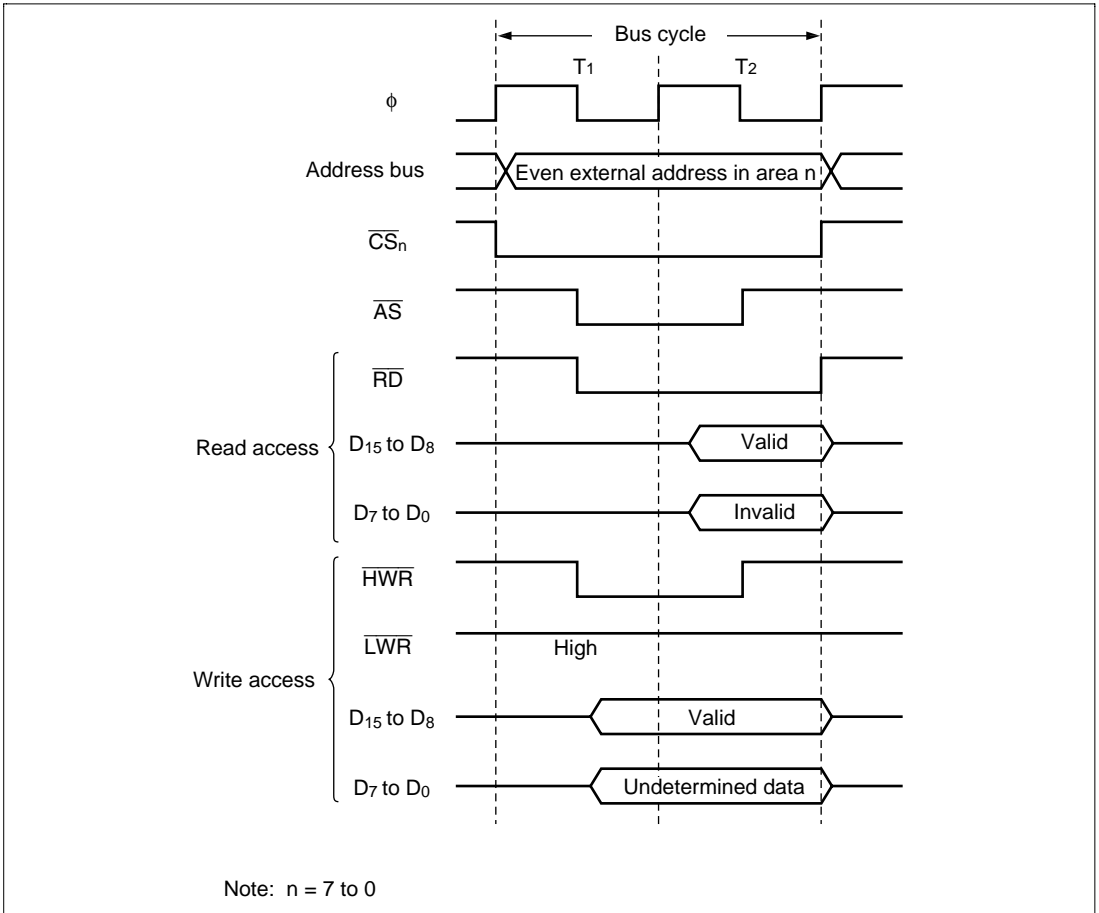 Bus cycle
T1 T2
ϕ
Address bus Even external address in area n
CSn
AS
RD
Read access
D15 to D8 Valid
D7 to D0 Invalid
HWR
LWR High
Write access
D15 to D8 Valid
D7 to D0 Undetermined data
Note: n = 7 to 0